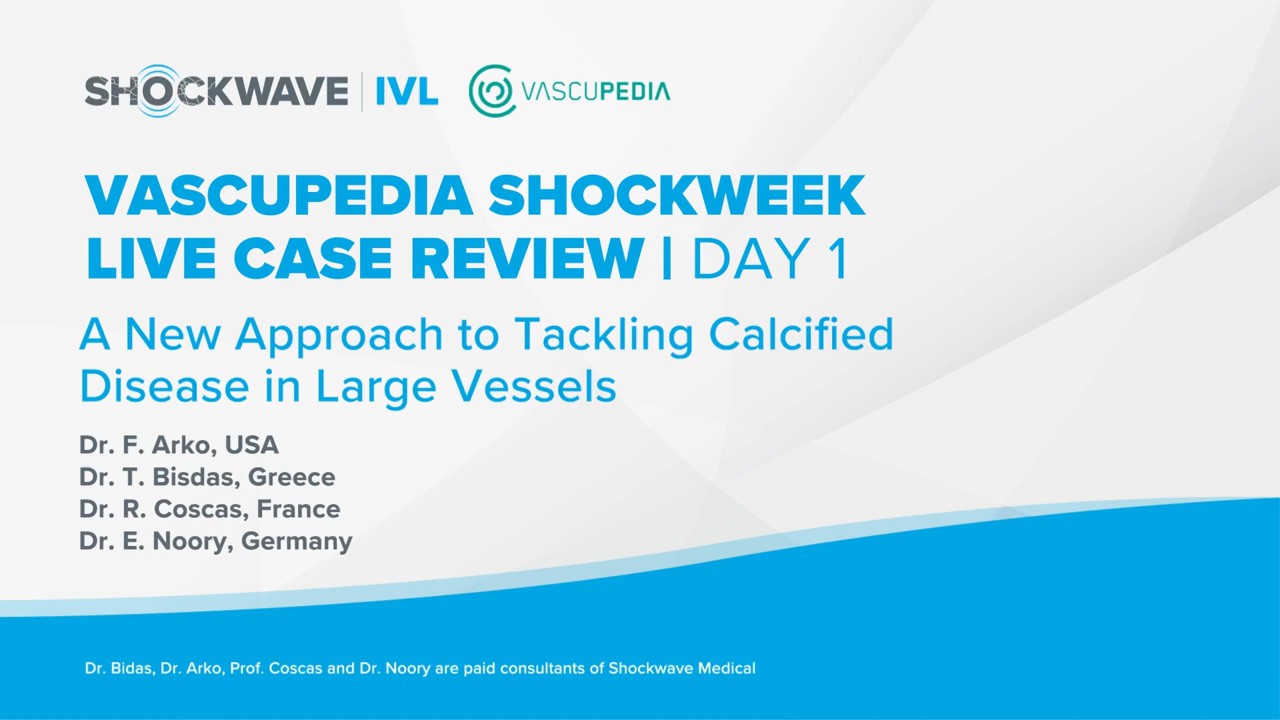 SHOCKWAVE | IVL VASCUPEDIA
VASCUPEDIA SHOCKWEEK
LIVE CASE REVIEW | DAY 1
A New Approach to Tackling Calcified
Disease in Large Vessels
Dr. F. Arko, USA
Dr. T. Bisdas, Greece
Dr. R. Coscas, France
Dr. E. Noory, Germany
Dr. Bidas, Dr. Arko, Prof. Coscas and Dr. Noory are paid consultants of Shockwave Medical